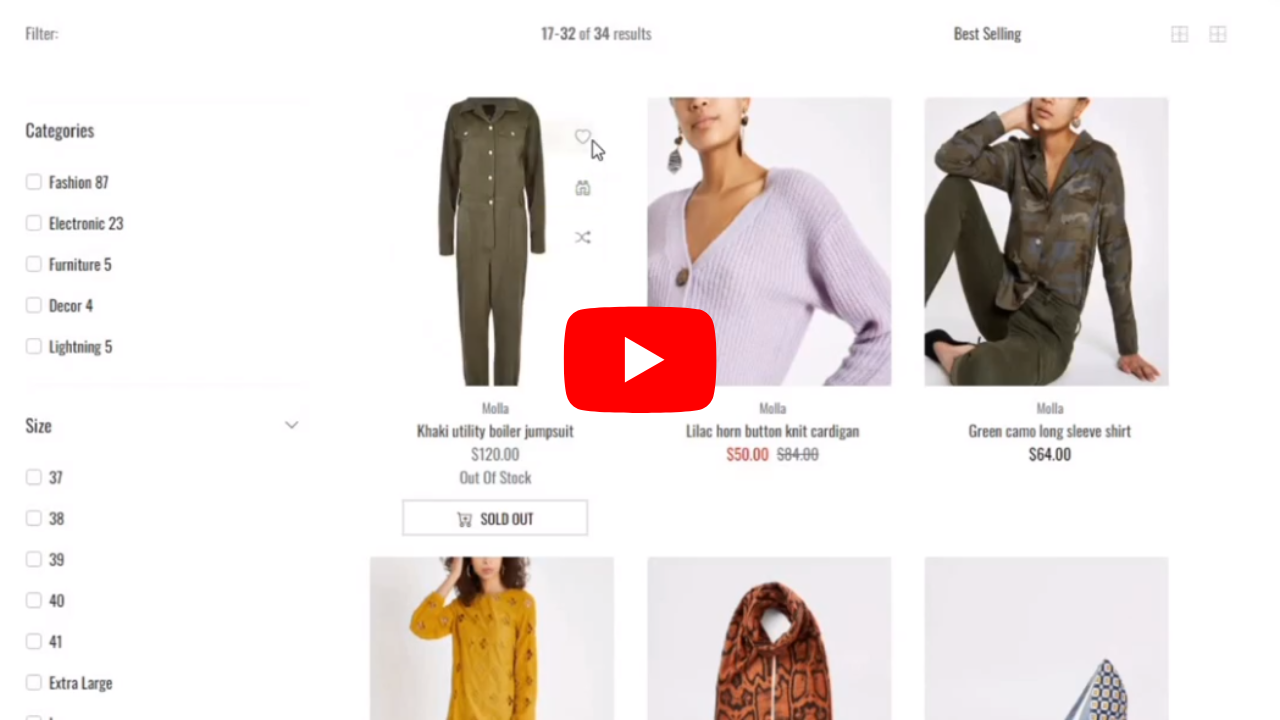 Filter:
17-32 of 34 results
Best Selling
Categories
Fashion 87
Electronic 23
Furniture 5
Decor 4
Lightning 5
Size
37
38
39
40
41
Extra Large
Molla
Khaki utility boiler jumpsuit
$120.00
Out Of Stock
SOLD OUT
Molla
Lilac horn button knit cardigan
$50.00 $84.00
Molla
Green camo long sleeve shirt
$64.00